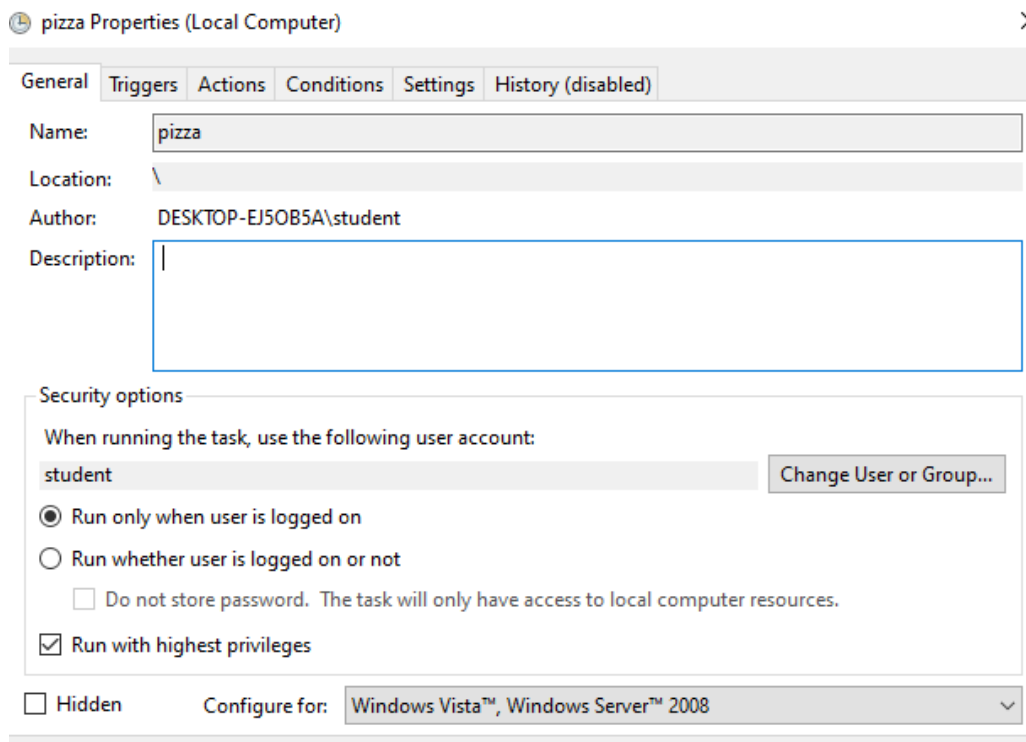 pizza Properties (Local Computer)
General Triggers Actions Conditions Settings History (disabled)
Name: pizza
Location: \
Author: DESKTOP-EJ5OB5A\student
Description:
Security options
When running the task, use the following user account:
student Change User or Group...
Run only when user is logged on
Run whether user is logged on or not
Do not store password. The task will only have access to local computer resources.
Run with highest privileges
Hidden Configure for: Windows Vista™, Windows Server™ 2008